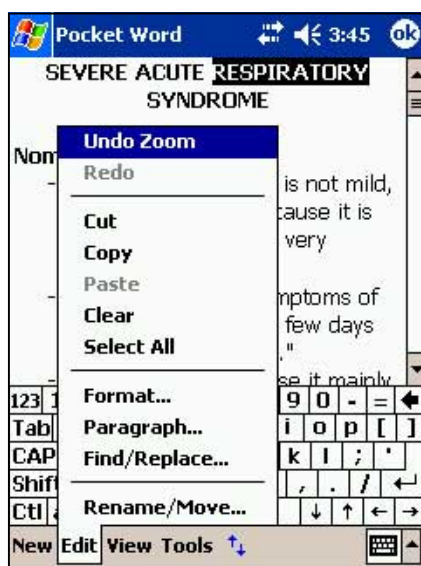 Pocket Word 3:45 ok
SEVERE ACUTE RESPIRATORY
SYNDROME
Undo Zoom
Redo
is not mild,
Cut
very
Copy
Paste
mptoms of
Clear
few days
Select All
."
se it mainly
Format...
Paragraph...
Find/Replace...
Rename/Move...
123 9 0 - =
Tab i o p [ ]
CAP k l ; '
Shift , . /
Ctl
New Edit View Tools